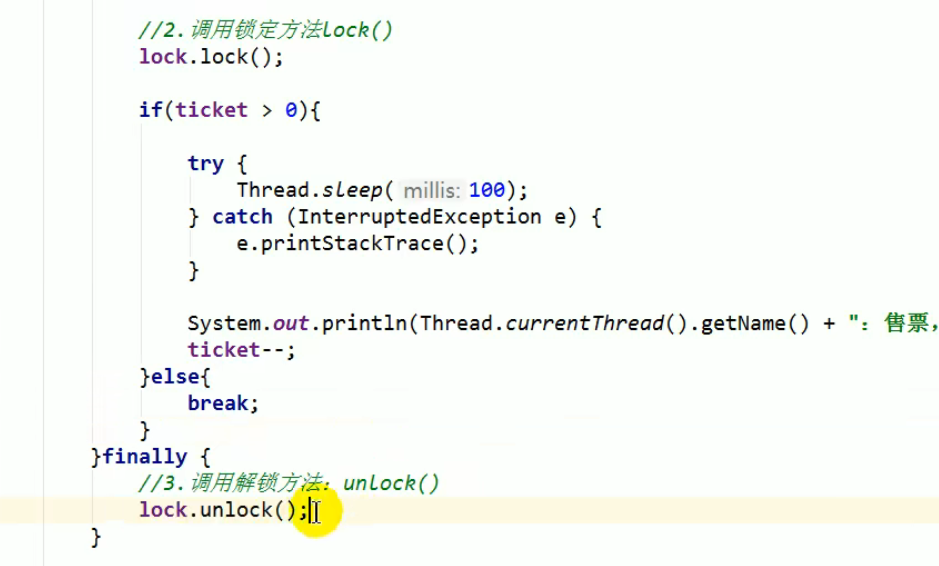 //2.调用锁定方法lock()
lock.lock();
if(ticket > 0){
try {
Thread.sleep( millis: 100);
} catch (InterruptedException e) {
e.printStackTrace();
}
System.out.println(Thread.currentThread().getName() + ": 售票，
ticket--;
}else{
break;
}
}finally {
//3.调用解锁方法：unlock()
lock.unlock();
}